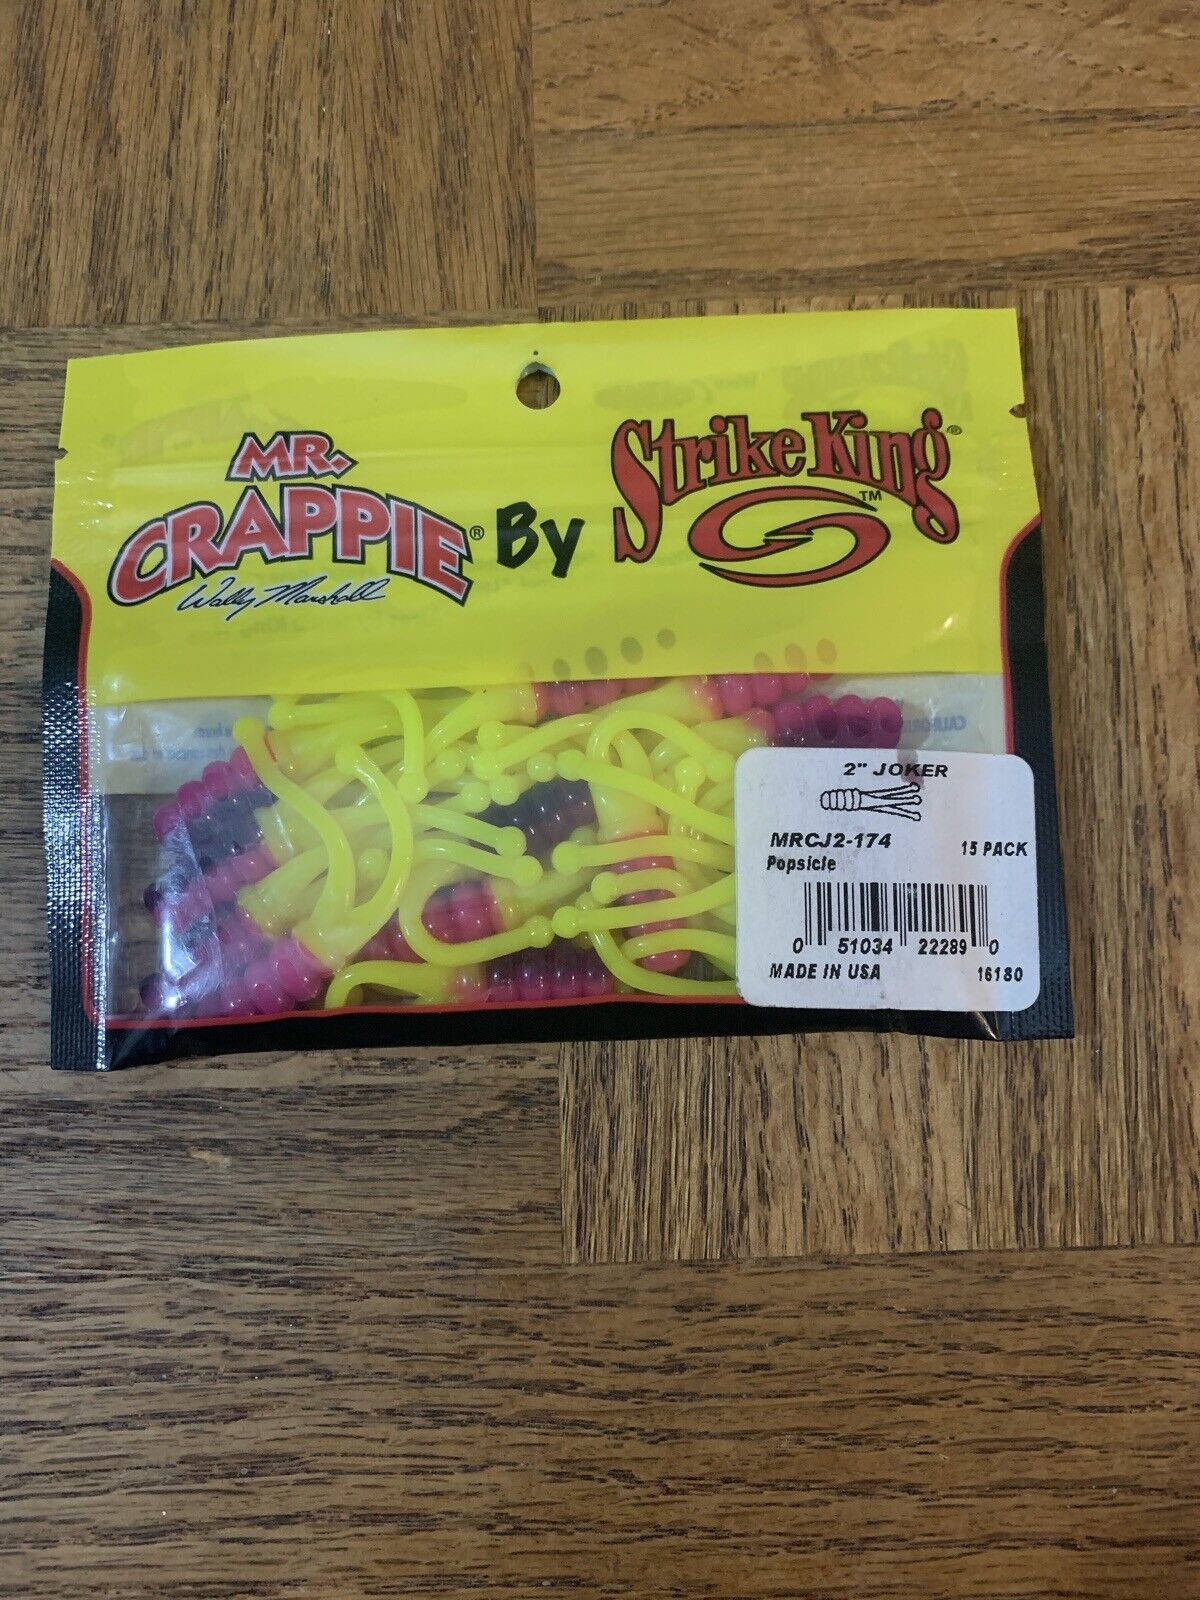 MR.
CRAPPIE®
Wally Marshall
By
Strike King®
TM
2" JOKER
MRCJ2-174 15 PACK
Popsicle
0 51034 22289 0
MADE IN USA 16180